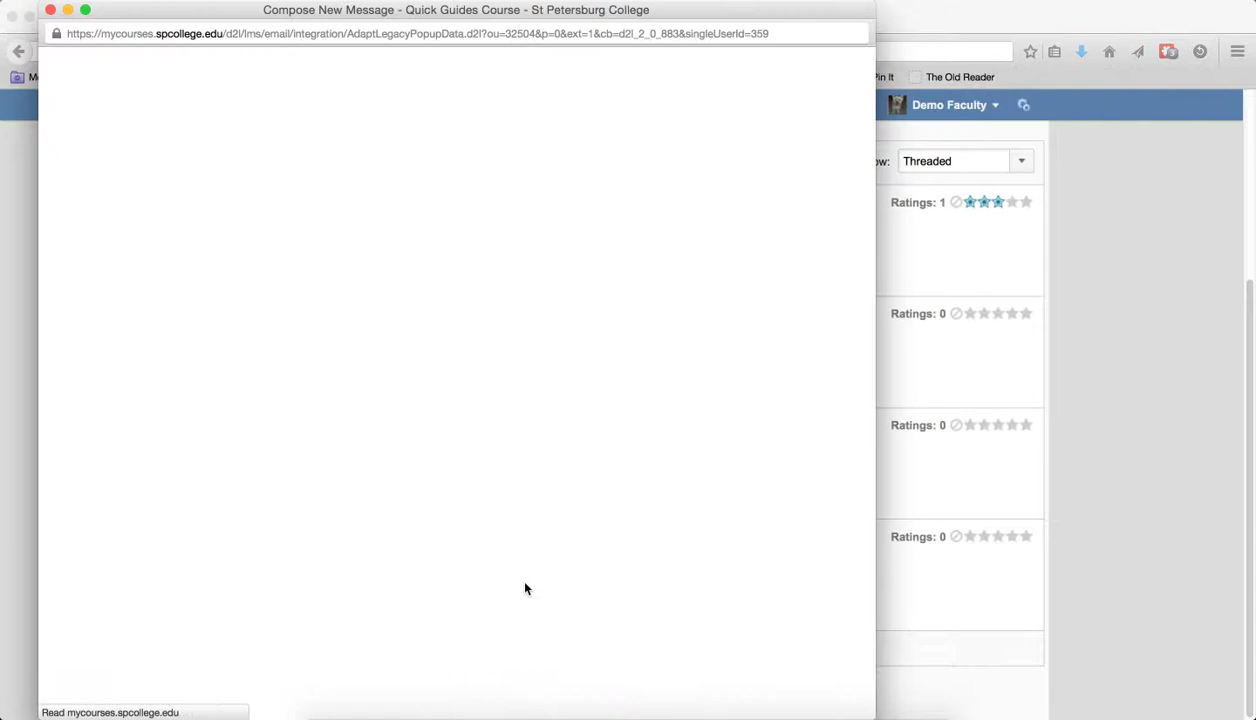 Compose New Message - Quick Guides Course - St Petersburg College
https://mycourses.spcollege.edu/d2l/lms/email/integration/AdaptLegacyPopupData.d2l?ou=32504&p=0&ext=1&cb=d2l_2_0_883&singleUserId=359
The Old Reader
Demo Faculty
Threaded
Ratings: 1
Ratings: 0
Ratings: 0
Ratings: 0
Read mycourses.spcollege.edu